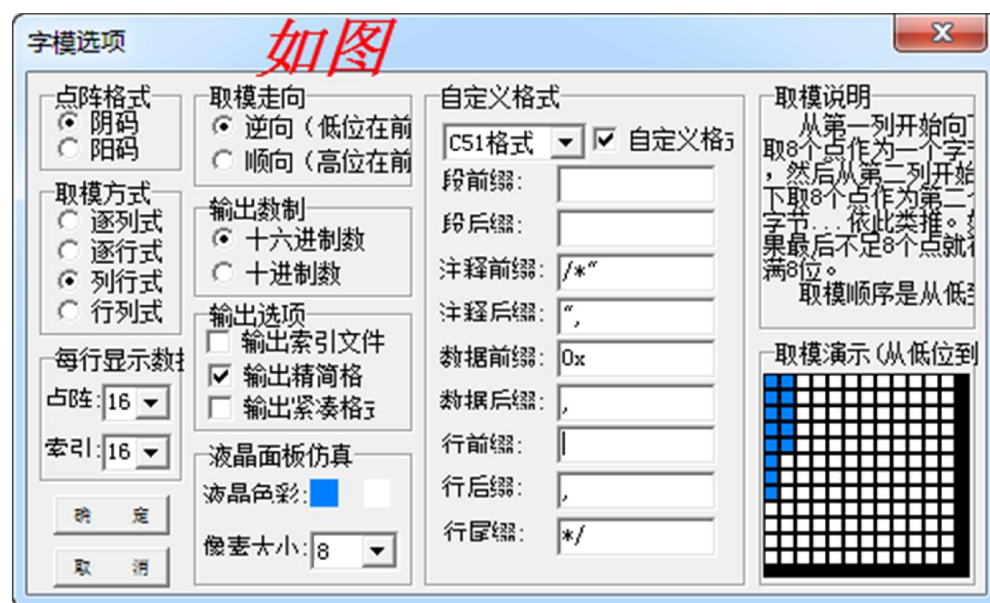 字模选项
如图
点阵格式
阴码
阳码
取模方式
逐列式
逐行式
列行式
行列式
每行显示数据
点阵:16
索引:16
确 定
取 消
取模走向
逆向（低位在前
顺向（高位在前
输出数制
十六进制数
十进制数
输出选项
输出索引文件
输出精简格
输出紧凑格式
液晶面板仿真
液晶色彩:
像素大小:8
自定义格式
C51格式 自定义格式
段前缀:
段后缀:
注释前缀: /*"
注释后缀: ",
数据前缀: 0x
数据后缀: ,
行前缀:
行后缀: ,
行尾缀: */
取模说明
从第一列开始向下
取8个点作为一个字节
，然后从第二列开始
下取8个点作为第二个
字节...依此类推。如
果最后不足8个点就补
满8位。
取模顺序是从低到
取模演示(从低位到